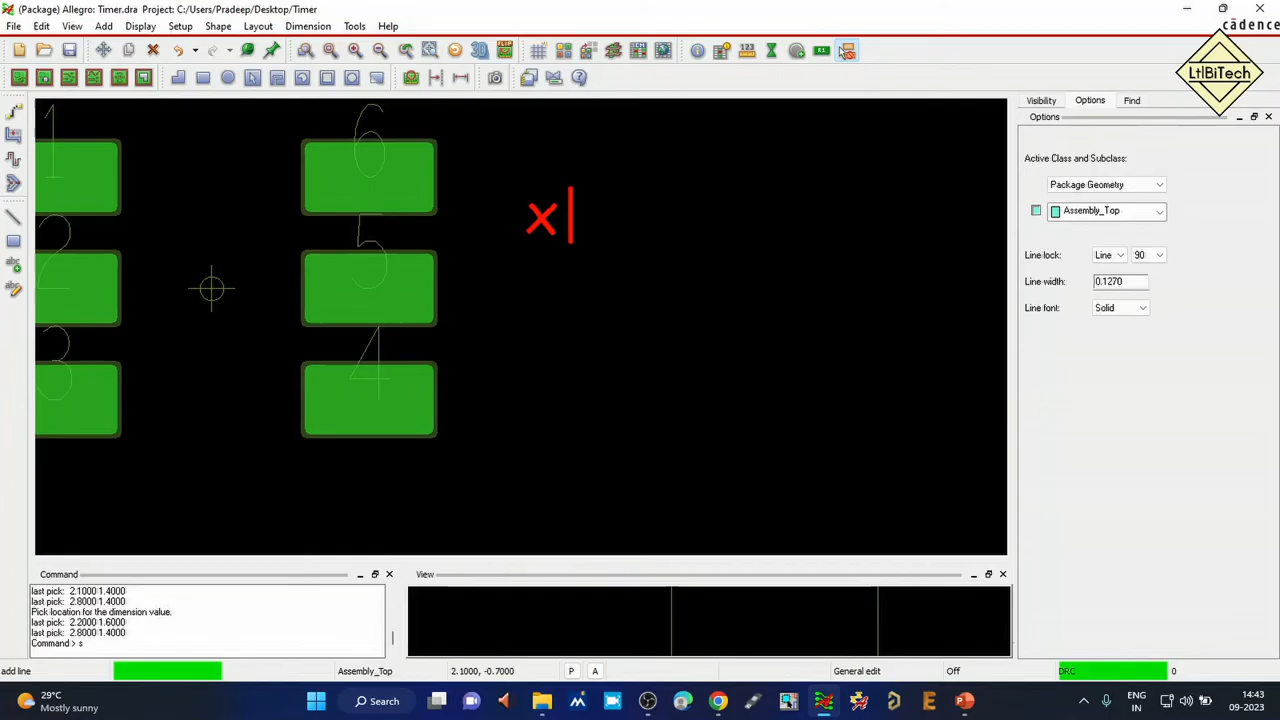 (Package) Allegro: Timer.dra Project: C:/Users/Pradeep/Desktop/Timer
cādence
File Edit View Add Display Setup Shape Layout Dimension Tools Help
LtlBiTech
Visibility Options Find
Options
Active Class and Subclass:
Package Geometry
Assembly_Top
Line lock: Line 90
Line width: 0.1270
Line font: Solid
1 6
2 5
3 4
x
Command
last pick: 2.1000 1.4000
last pick: 2.8000 1.4000
Pick location for the dimension value.
last pick: 2.2000 1.6000
last pick: 2.8000 1.4000
Command >
View
add line Assembly_Top 2.1000, -0.7000 P A General edit Off DRC 0
29°C
Mostly sunny
Search
ENG
IN
14:43
09-2023